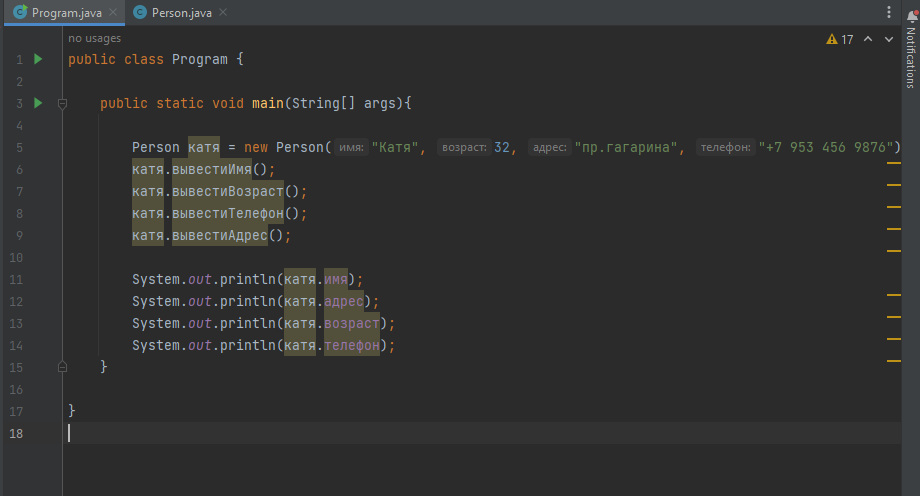 Program.java Person.java
no usages
17
1 public class Program {
2
3 public static void main(String[] args){
4
5 Person катя = new Person( имя: "Катя", возраст: 32, адрес: "пр.гагарина", телефон: "+7 953 456 9876")
6 катя.вывестиИмя();
7 катя.вывестиВозраст();
8 катя.вывестиТелефон();
9 катя.вывестиАдрес();
10
11 System.out.println(катя.имя);
12 System.out.println(катя.адрес);
13 System.out.println(катя.возраст);
14 System.out.println(катя.телефон);
15 }
16
17 }
18
Notifications